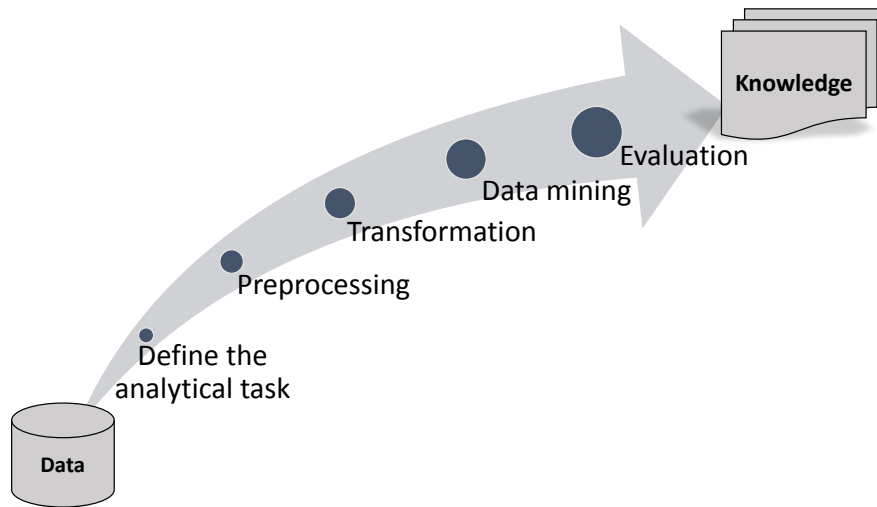 Knowledge
Evaluation
Data mining
Transformation
Preprocessing
Define the
analytical task
Data